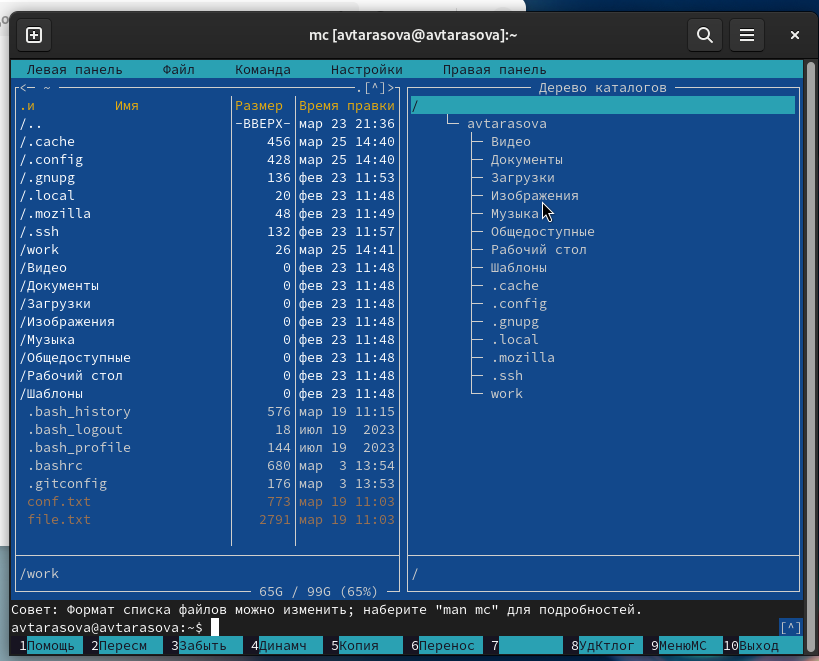 mc [avtarasova@avtarasova]:~
Левая панель Файл Команда Настройки Правая панель
<─ ~ .[^]> Дерево каталогов
.и Имя Размер Время правки /
/.. -ВВЕРХ- мар 23 21:36 avtarasova
/.cache 456 мар 25 14:40 Видео
/.config 428 мар 25 14:40 Документы
/.gnupg 136 фев 23 11:53 Загрузки
/.local 20 фев 23 11:48 Изображения
/.mozilla 48 фев 23 11:49 Музыка
/.ssh 132 фев 23 11:57 Общедоступные
/work 26 мар 25 14:41 Рабочий стол
/Видео 0 фев 23 11:48 Шаблоны
/Документы 0 фев 23 11:48 .cache
/Загрузки 0 фев 23 11:48 .config
/Изображения 0 фев 23 11:48 .gnupg
/Музыка 0 фев 23 11:48 .local
/Общедоступные 0 фев 23 11:48 .mozilla
/Рабочий стол 0 фев 23 11:48 .ssh
/Шаблоны 0 фев 23 11:48 work
.bash_history 576 мар 19 11:15
.bash_logout 18 июл 19 2023
.bash_profile 144 июл 19 2023
.bashrc 680 мар 3 13:54
.gitconfig 176 мар 3 13:53
conf.txt 773 мар 19 11:03
file.txt 2791 мар 19 11:03
/work /
65G / 99G (65%)
Совет: Формат списка файлов можно изменить; наберите "man mc" для подробностей.
avtarasova@avtarasova:~$ [^]
1Помощь 2Пересм 3Забыть 4Динамч 5Копия 6Перенос 7 8УдКтлог 9МенюМС 10Выход